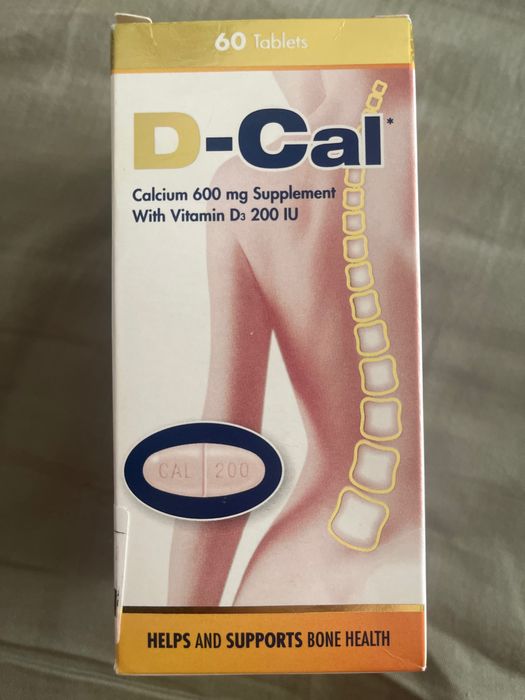 60 Tablets
D-Cal*
Calcium 600 mg Supplement
With Vitamin D3 200 IU
CAL 200
HELPS AND SUPPORTS BONE HEALTH